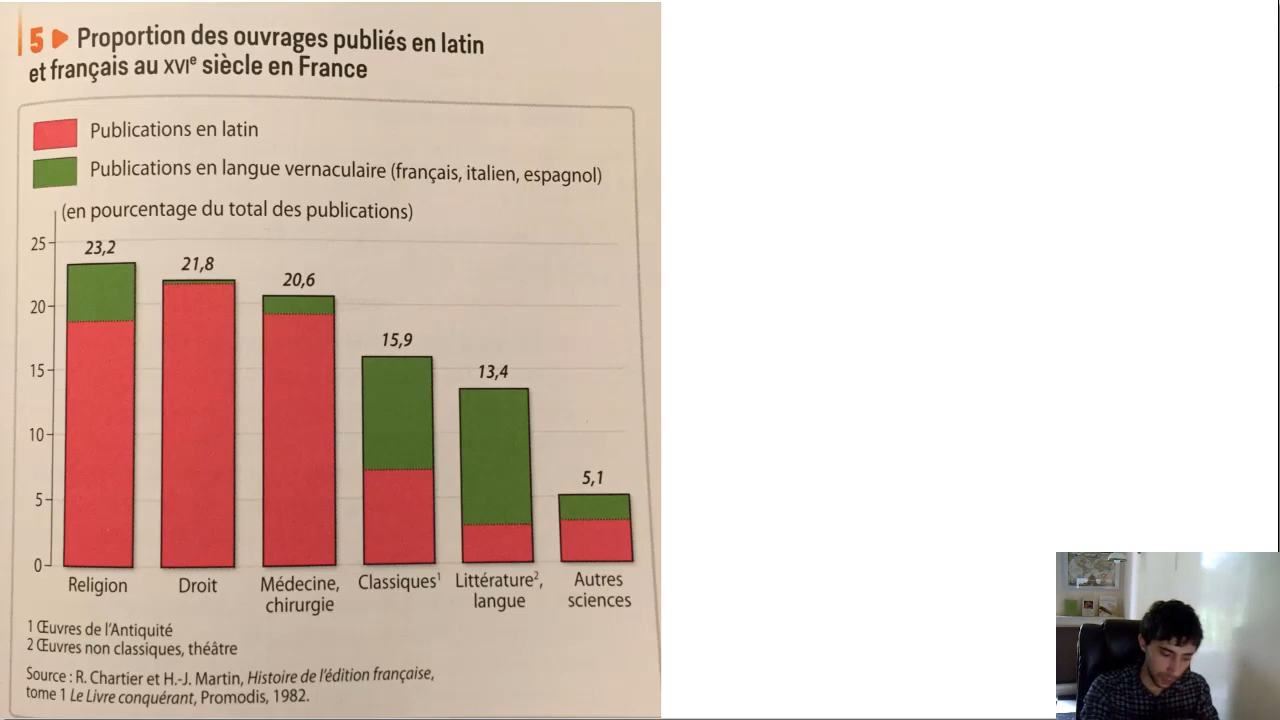 5 ▶ Proportion des ouvrages publiés en latin
et français au XVIe siècle en France
Publications en latin
Publications en langue vernaculaire (français, italien, espagnol)
(en pourcentage du total des publications)
25
20
15
10
5
0
23,2
21,8
20,6
15,9
13,4
5,1
Religion
Droit
Médecine,
chirurgie
Classiques1
Littérature2,
langue
Autres
sciences
1 Œuvres de l'Antiquité
2 Œuvres non classiques, théâtre
Source : R. Chartier et H.-J. Martin, Histoire de l'édition française,
tome 1 Le Livre conquérant, Promodis, 1982.